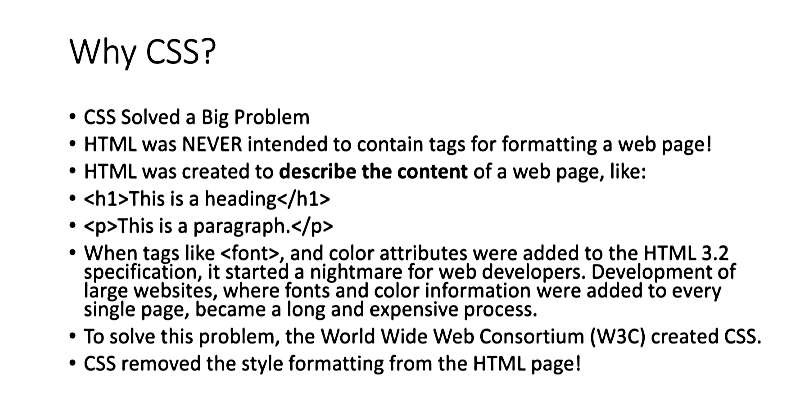 Why CSS?
• CSS Solved a Big Problem
• HTML was NEVER intended to contain tags for formatting a web page!
• HTML was created to describe the content of a web page, like:
• <h1>This is a heading</h1>
• <p>This is a paragraph.</p>
• When tags like <font>, and color attributes were added to the HTML 3.2
specification, it started a nightmare for web developers. Development of
large websites, where fonts and color information were added to every
single page, became a long and expensive process.
• To solve this problem, the World Wide Web Consortium (W3C) created CSS.
• CSS removed the style formatting from the HTML page!